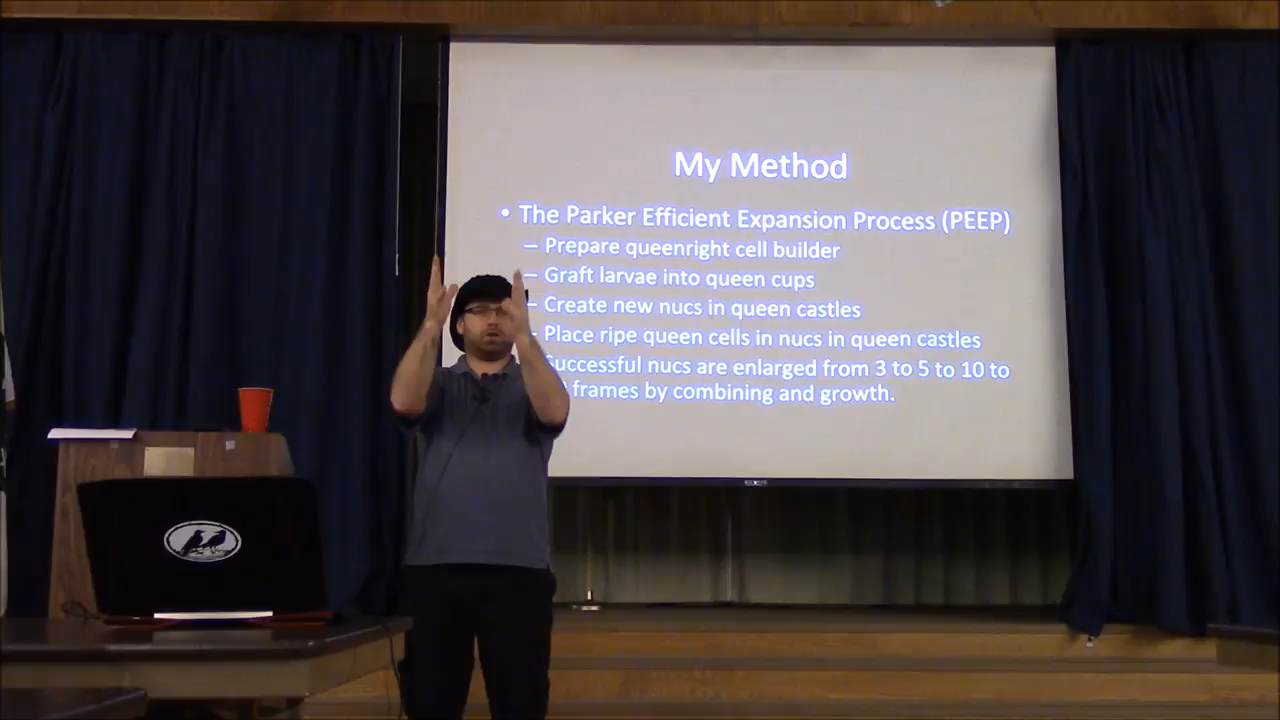 My Method
• The Parker Efficient Expansion Process (PEEP)
– Prepare queenright cell builder
– Graft larvae into queen cups
– Create new nucs in queen castles
– Place ripe queen cells in nucs in queen castles
Successful nucs are enlarged from 3 to 5 to 10 to
frames by combining and growth.